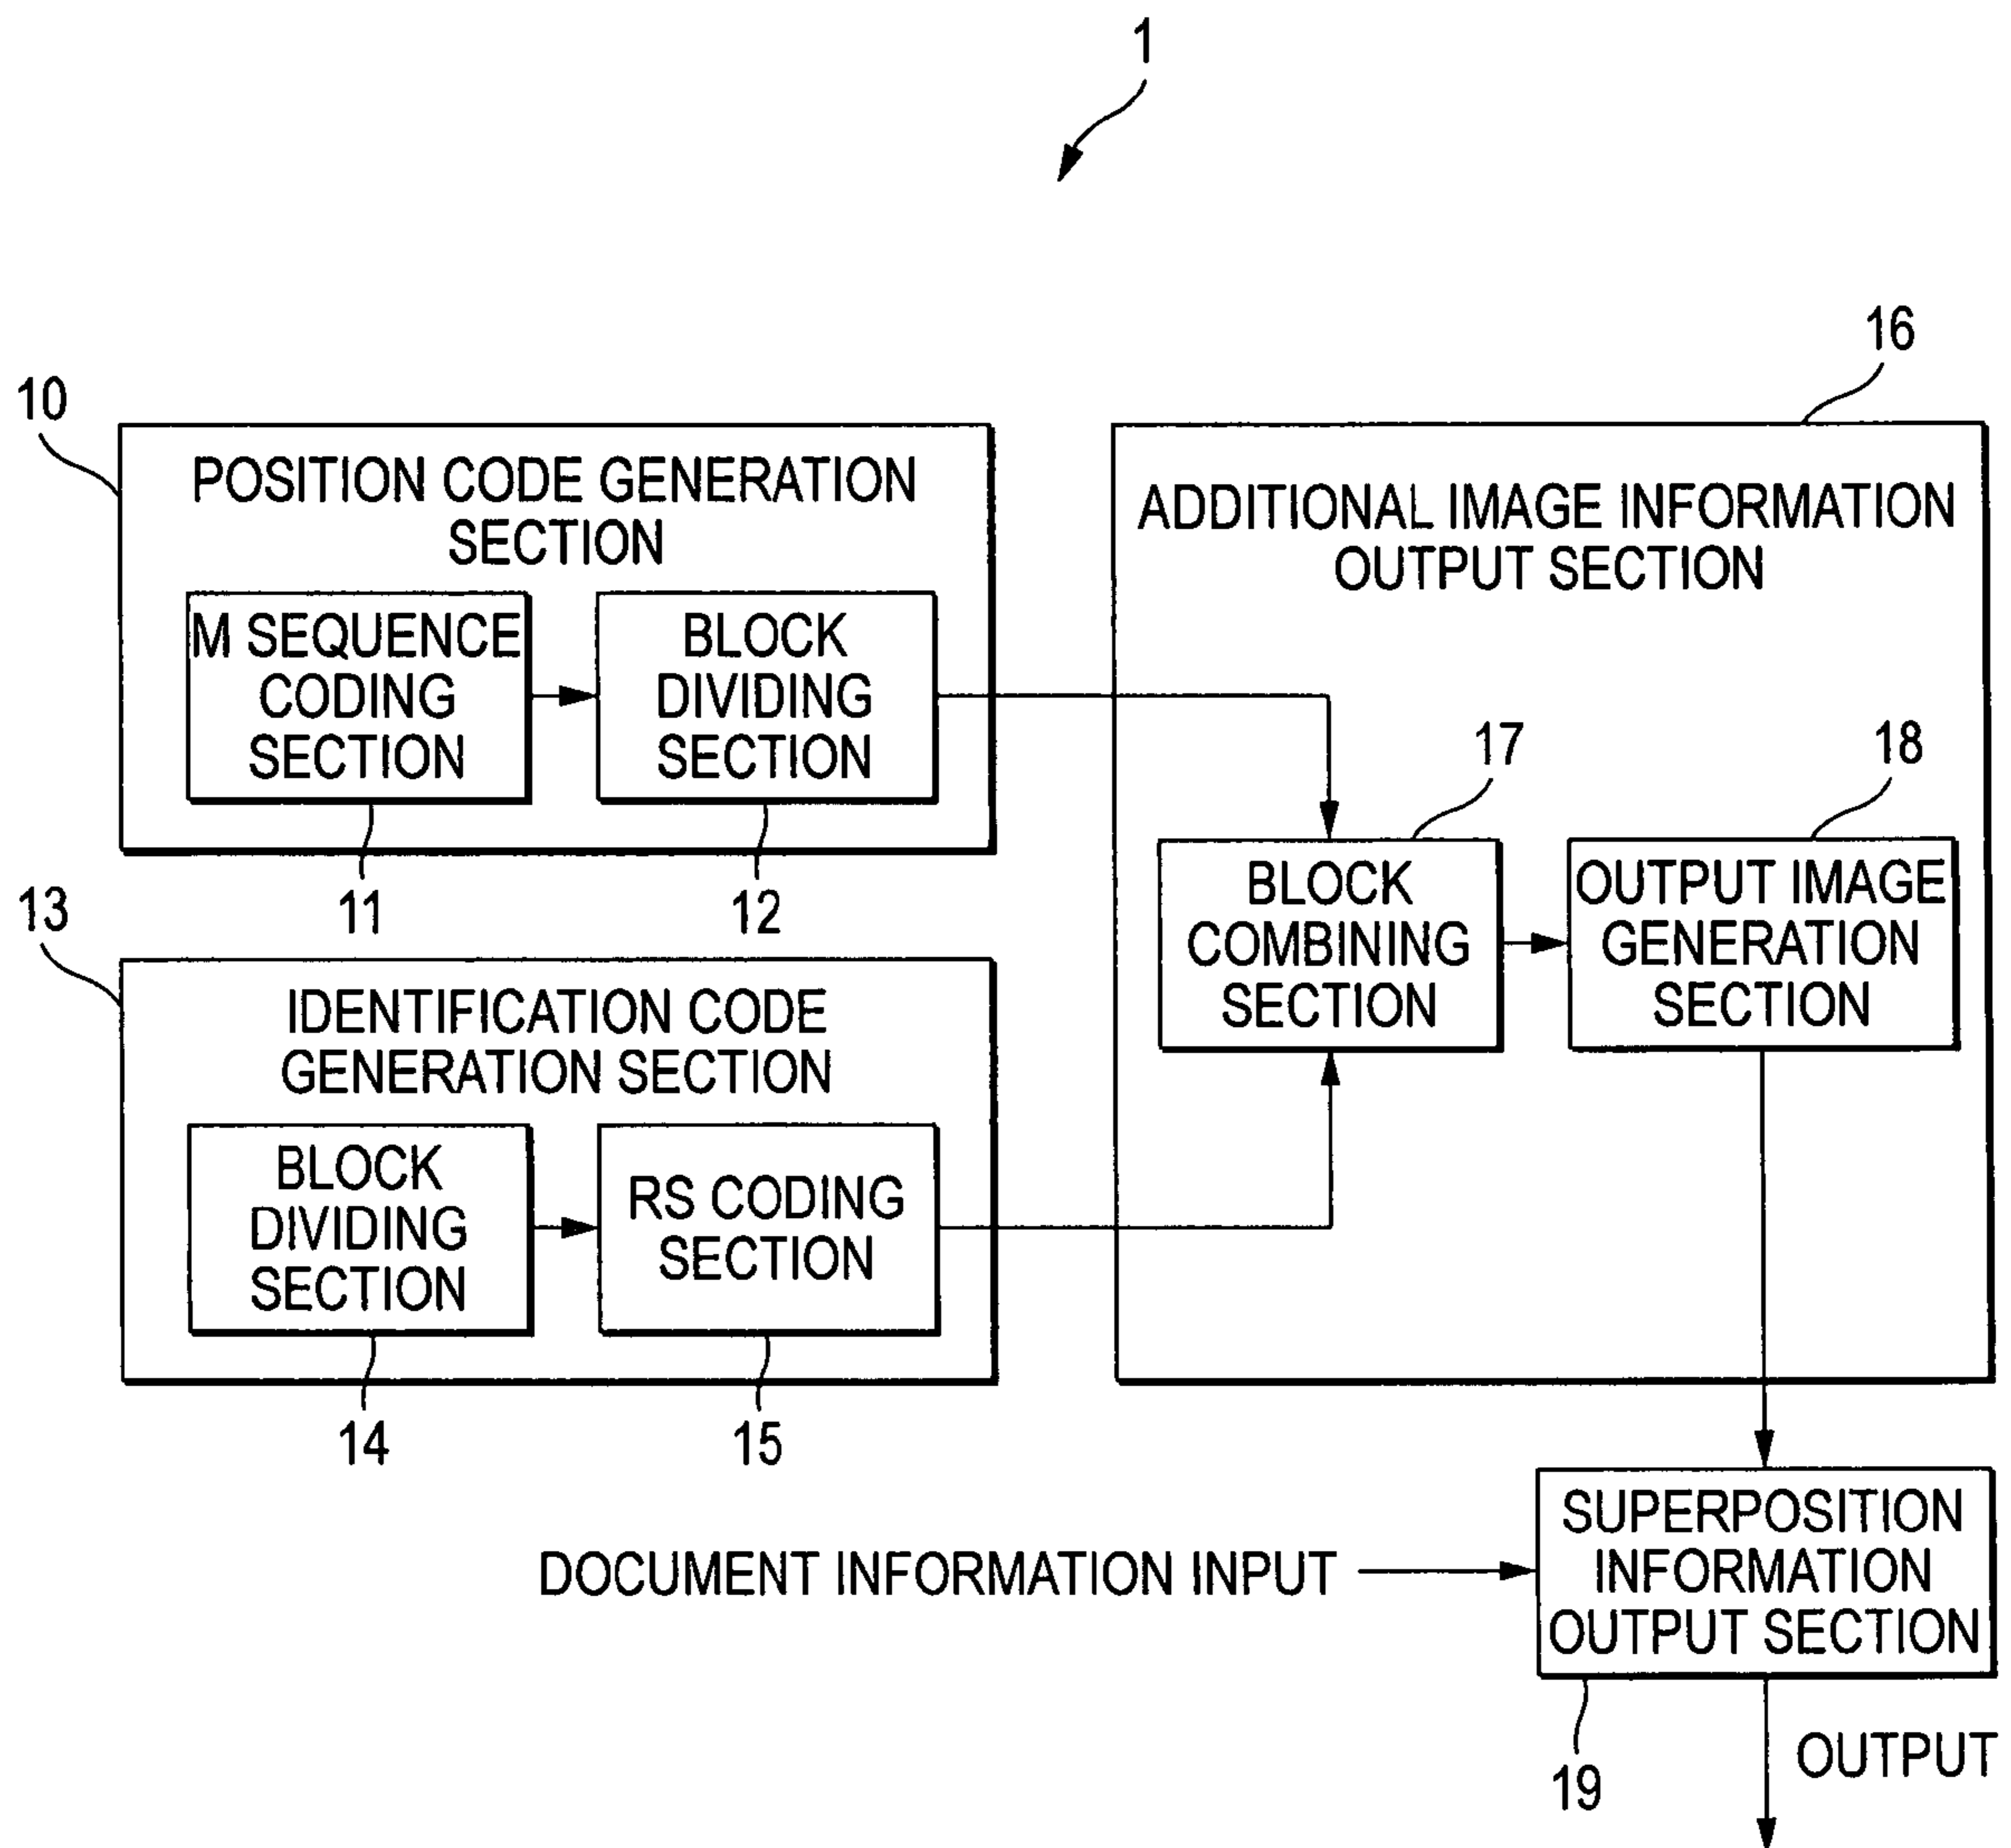 1
16
10
POSITION CODE GENERATION
SECTION
M SEQUENCE
CODING
SECTION
BLOCK
DIVIDING
SECTION
11
12
ADDITIONAL IMAGE INFORMATION
OUTPUT SECTION
17
18
BLOCK
COMBINING
SECTION
OUTPUT IMAGE
GENERATION
SECTION
13
IDENTIFICATION CODE
GENERATION SECTION
BLOCK
DIVIDING
SECTION
RS CODING
SECTION
14
15
DOCUMENT INFORMATION INPUT
SUPERPOSITION
INFORMATION
OUTPUT SECTION
19
OUTPUT